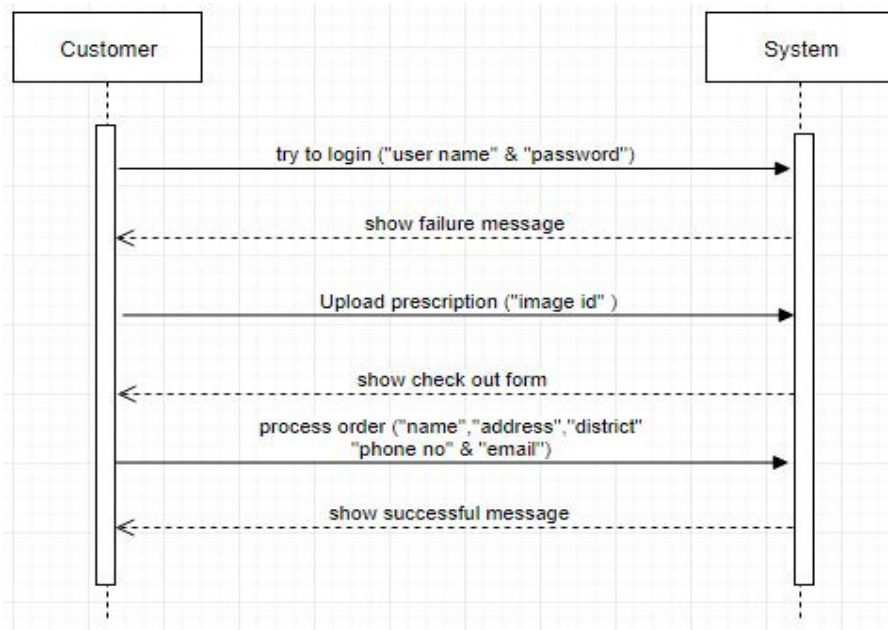 Customer
System
try to login ("user name" & "password")
show failure message
Upload prescription ("image id" )
show check out form
process order ("name","address","district"
"phone no" & "email")
show successful message